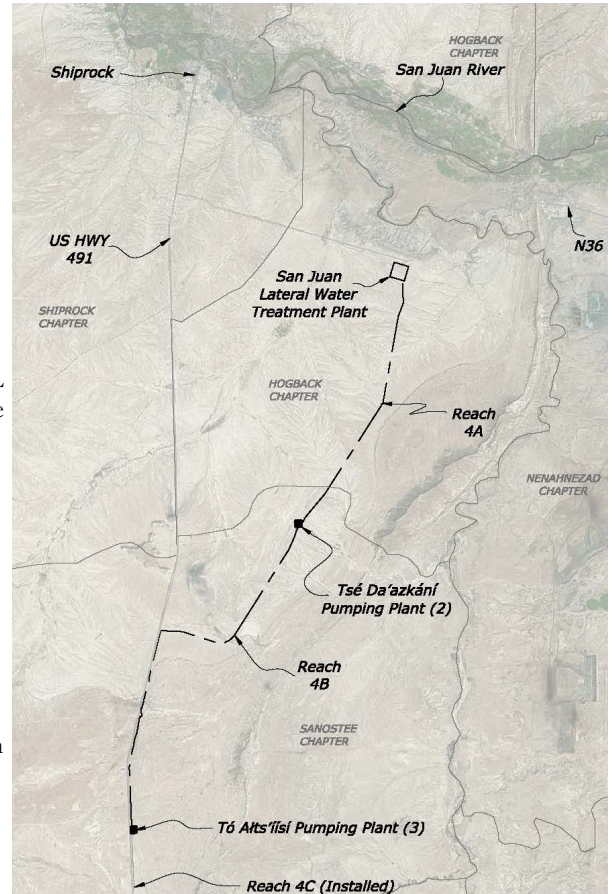 HOGBACK
CHAPTER
Shiprock
San Juan River
US HWY
491
N36
San Juan
Lateral Water
Treatment Plant
SHIPROCK
CHAPTER
HOGBACK
CHAPTER
Reach
4A
NENAHNEZAD
CHAPTER
Tsé Da'azkání
Pumping Plant (2)
Reach
4B
SANOSTEE
CHAPTER
Tó Ałts'íísí Pumping Plant (3)
Reach 4C (Installed)